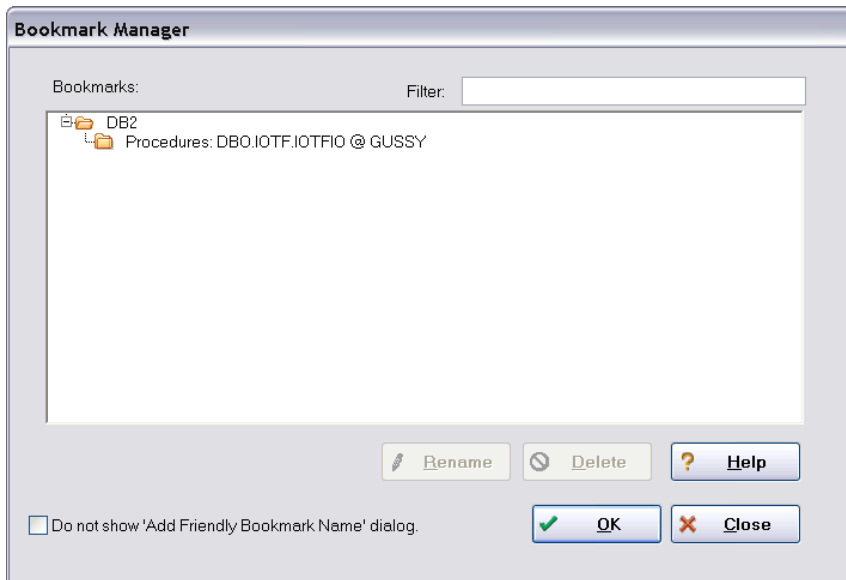 Bookmark Manager
Bookmarks:
Filter:
DB2
Procedures: DBO.IOTF.IOTFIO @ GUSSY
Rename
Delete
Help
Do not show 'Add Friendly Bookmark Name' dialog.
OK
Close